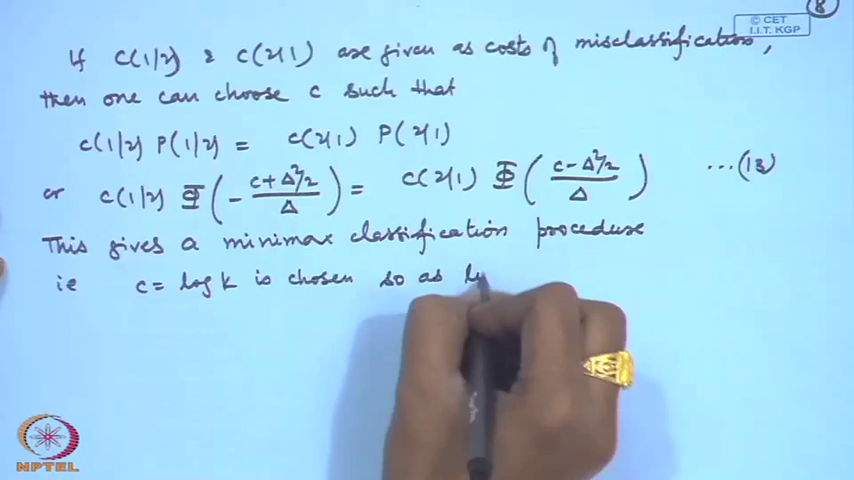 8
© CET
I.I.T. KGP
If C(1|2) & C(2|1) are given as costs of misclassification,
then one can choose c such that
C(1|2) P(1|2) = C(2|1) P(2|1)
or C(1|2) Φ(-(c+Δ²/2)/Δ) = C(2|1) Φ((c-Δ²/2)/Δ) ...(13)
This gives a minimax classification procedure
ie c = log k is chosen so as
NPTEL